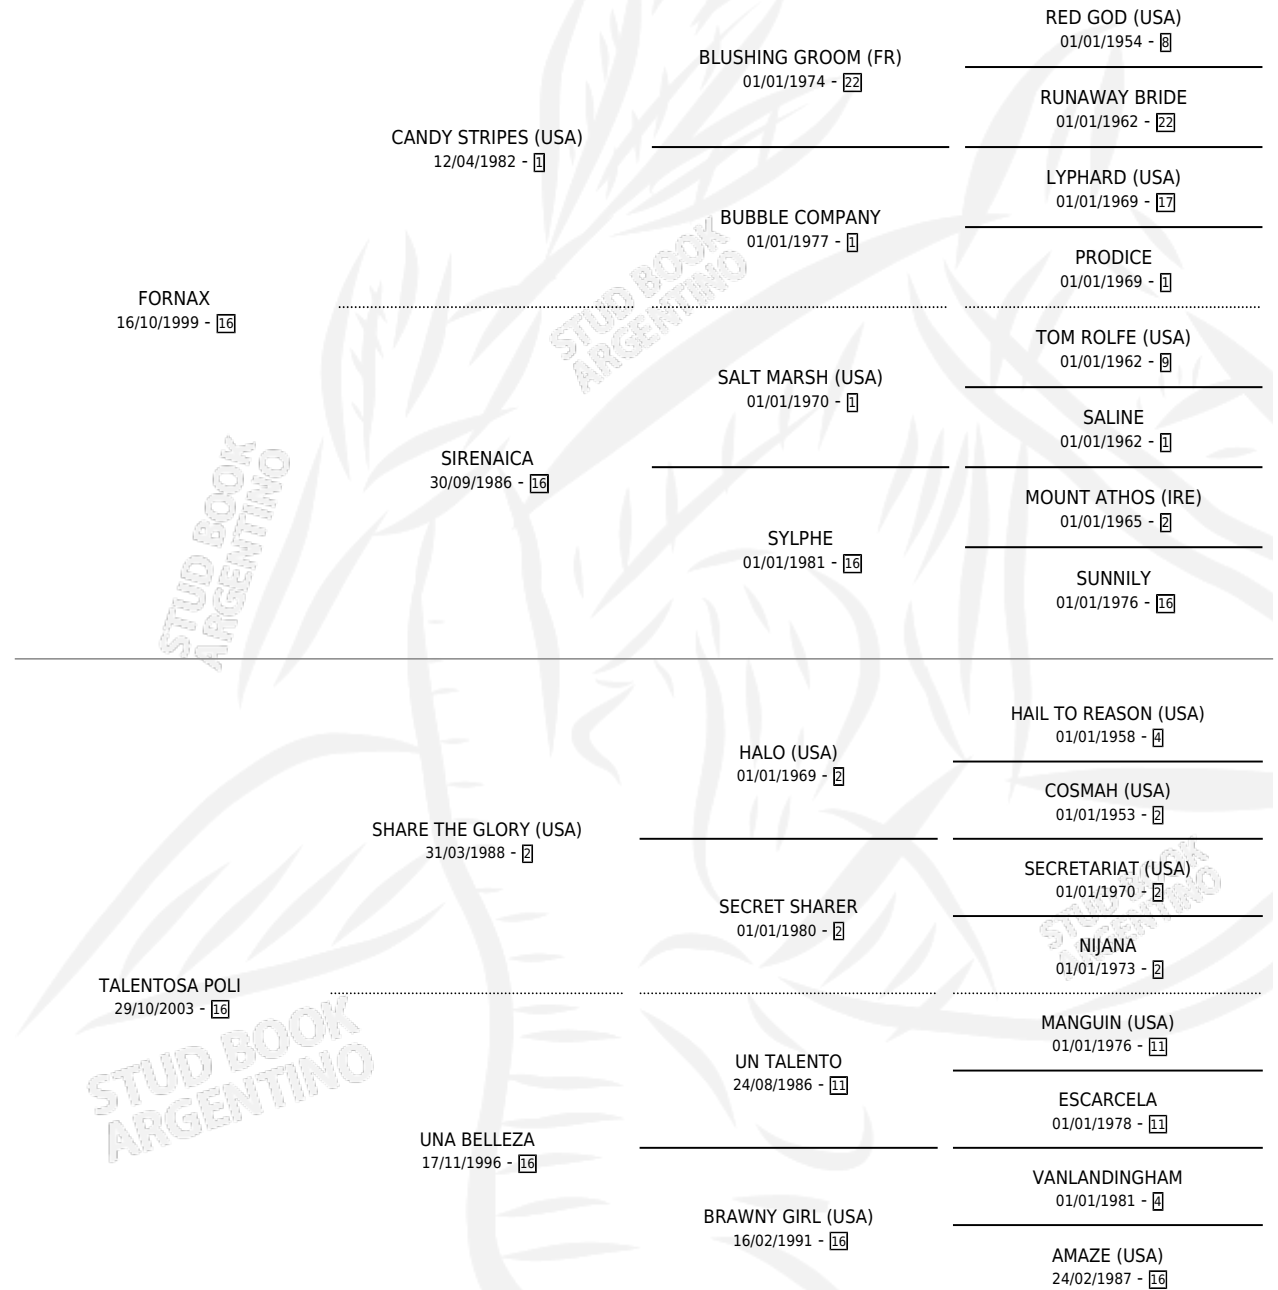 RED GOD (USA)
01/01/1954 - 8
BLUSHING GROOM (FR)
01/01/1974 - 22
RUNAWAY BRIDE
01/01/1962 - 22
CANDY STRIPES (USA)
12/04/1982 - 1
LYPHARD (USA)
01/01/1969 - 17
BUBBLE COMPANY
01/01/1977 - 1
PRODICE
01/01/1969 - 1
FORNAX
16/10/1999 - 16
STUD BOOK
ARGENTINO
TOM ROLFE (USA)
01/01/1962 - 9
SALT MARSH (USA)
01/01/1970 - 1
SALINE
01/01/1962 - 1
SIRENAICA
30/09/1986 - 16
MOUNT ATHOS (IRE)
01/01/1965 - 2
SYLPHE
01/01/1981 - 16
SUNNILY
01/01/1976 - 16
STUD BOOK
ARGENTINO
HAIL TO REASON (USA)
01/01/1958 - 4
HALO (USA)
01/01/1969 - 2
COSMAH (USA)
01/01/1953 - 2
SHARE THE GLORY (USA)
31/03/1988 - 2
SECRETARIAT (USA)
01/01/1970 - 2
SECRET SHARER
01/01/1980 - 2
STUD BOOK
ARGENTINO
NIJANA
01/01/1973 - 2
TALENTOSA POLI
29/10/2003 - 16
STUD BOOK
ARGENTINO
MANGUIN (USA)
01/01/1976 - 11
UN TALENTO
24/08/1986 - 11
ESCARCELA
01/01/1978 - 11
UNA BELLEZA
17/11/1996 - 16
VANLANDINGHAM
01/01/1981 - 4
BRAWNY GIRL (USA)
16/02/1991 - 16
AMAZE (USA)
24/02/1987 - 16